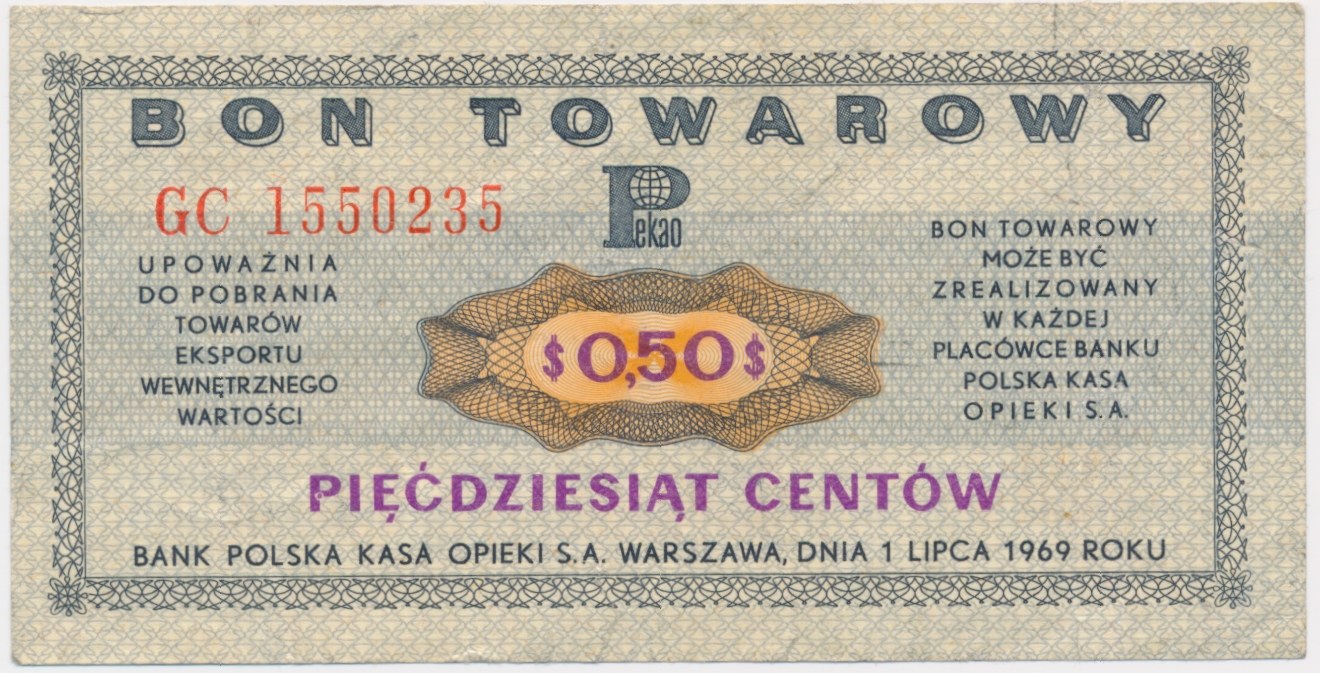 BON TOWAROWY
GC 1550235
Pekao
UPOWAŻNIA
DO POBRANIA
TOWARÓW
EKSPORTU
WEWNĘTRZNEGO
WARTOŚCI
$0,50$
BON TOWAROWY
MOŻE BYĆ
ZREALIZOWANY
W KAŻDEJ
PLACÓWCE BANKU
POLSKA KASA
OPIEKI S.A.
PIĘĆDZIESIĄT CENTÓW
BANK POLSKA KASA OPIEKI S.A. WARSZAWA, DNIA 1 LIPCA 1969 ROKU